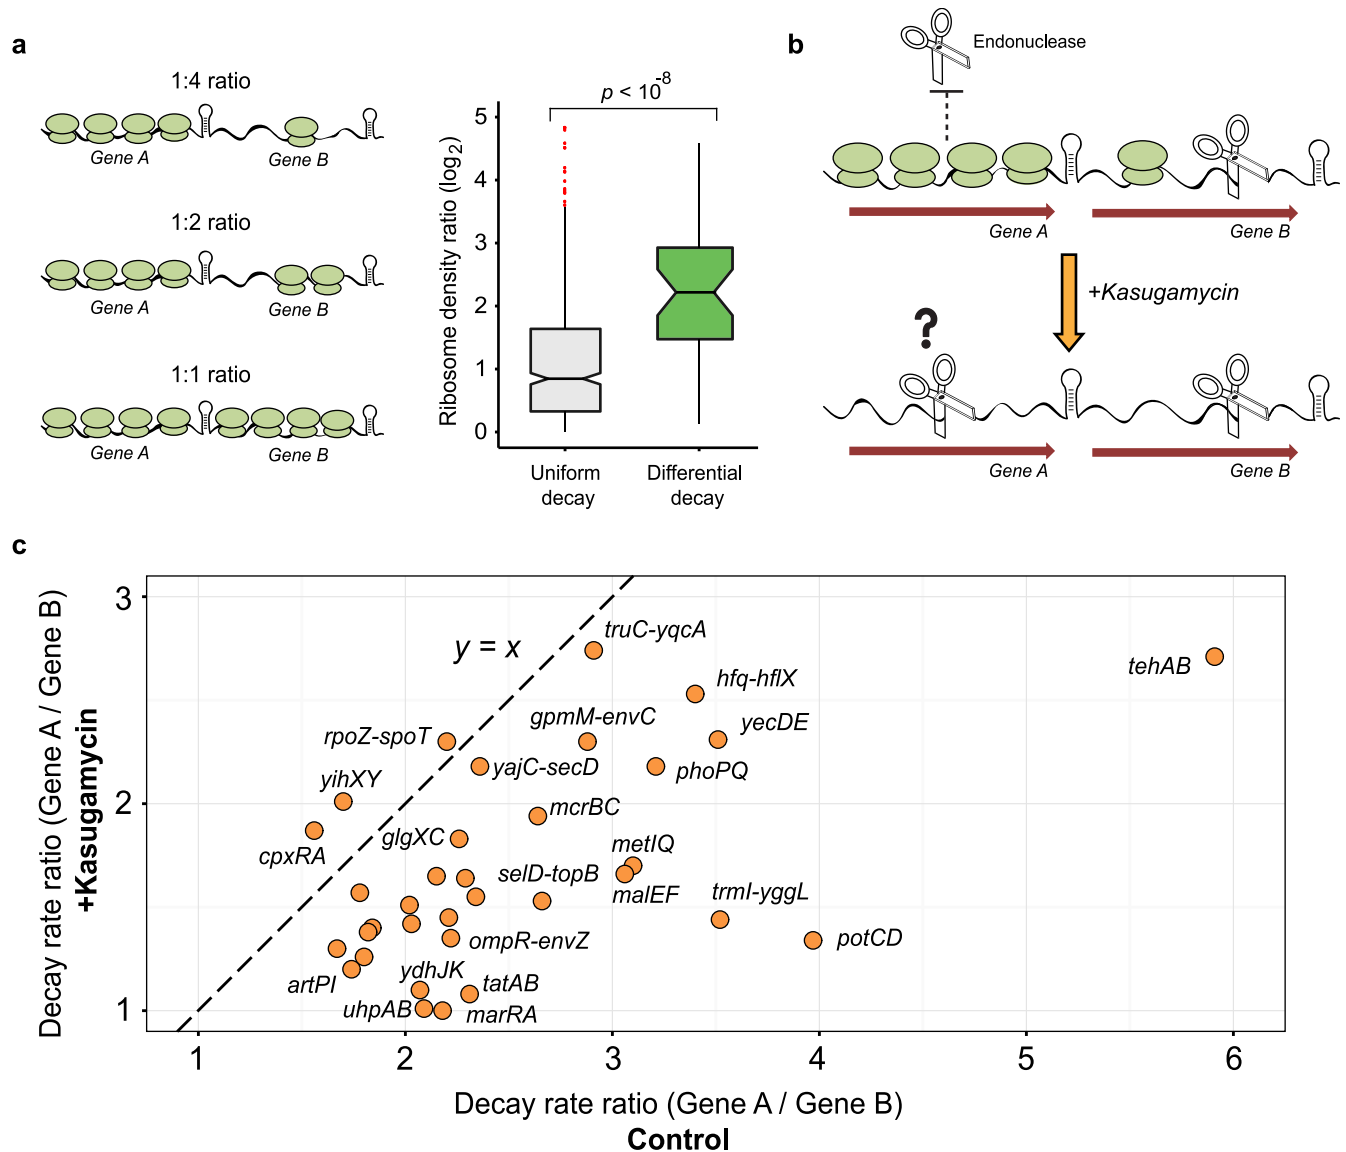 a
1:4 ratio
Gene A
Gene B
1:2 ratio
Gene A
Gene B
1:1 ratio
Gene A
Gene B
p < 10⁻⁸
Ribosome density ratio (log₂)
5
4
3
2
1
0
Uniform
decay
Differential
decay
b
Endonuclease
Gene A
Gene B
+Kasugamycin
?
Gene A
Gene B
c
Decay rate ratio (Gene A / Gene B)
+Kasugamycin
3
2
1
y = x
truC-yqcA
tehAB
hfq-hflX
gpmM-envC
yecDE
rpoZ-spoT
yajC-secD
phoPQ
yihXY
mcrBC
cpxRA
glgXC
metIQ
selD-topB
malEF
trmI-yggL
potCD
ompR-envZ
artPI
ydhJK
tatAB
uhpAB
marRA
1
2
3
4
5
6
Decay rate ratio (Gene A / Gene B)
Control